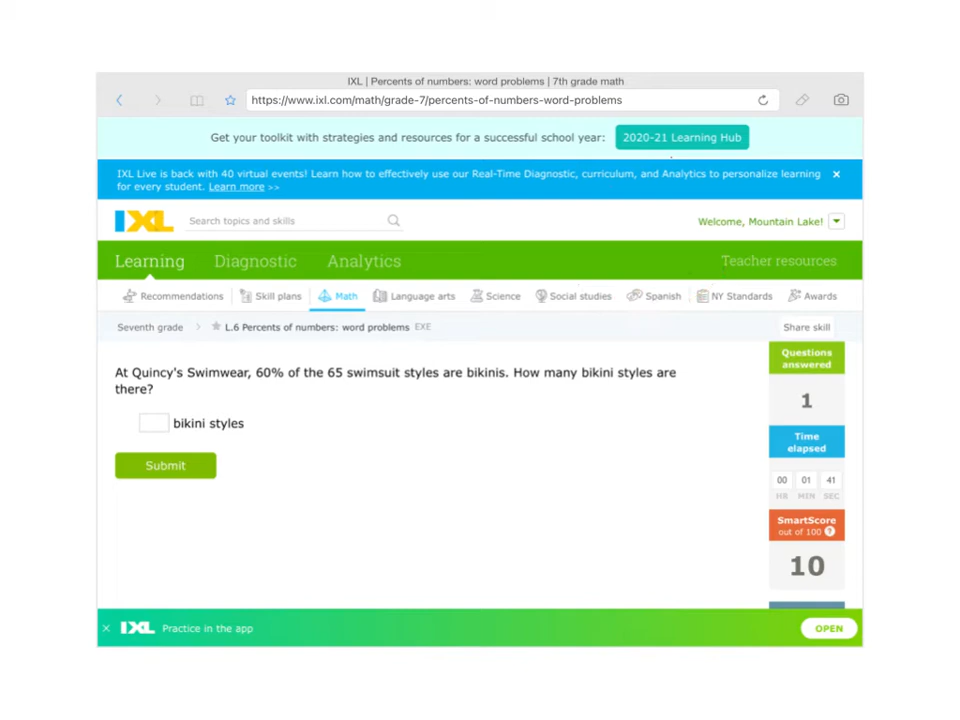 IXL | Percents of numbers: word problems | 7th grade math
https://www.ixl.com/math/grade-7/percents-of-numbers-word-problems
Get your toolkit with strategies and resources for a successful school year: 2020-21 Learning Hub
IXL Live is back with 40 virtual events! Learn how to effectively use our Real-Time Diagnostic, curriculum, and Analytics to personalize learning
for every student. Learn more >>
IXL Search topics and skills Welcome, Mountain Lake!
Learning Diagnostic Analytics Teacher resources
Recommendations Skill plans Math Language arts Science Social studies Spanish NY Standards Awards
Seventh grade > L.6 Percents of numbers: word problems EXE Share skill
At Quincy's Swimwear, 60% of the 65 swimsuit styles are bikinis. How many bikini styles are
there?
bikini styles
Submit
Questions
answered
1
Time
elapsed
00 01 41
HR MIN SEC
SmartScore
out of 100 ?
10
IXL Practice in the app OPEN